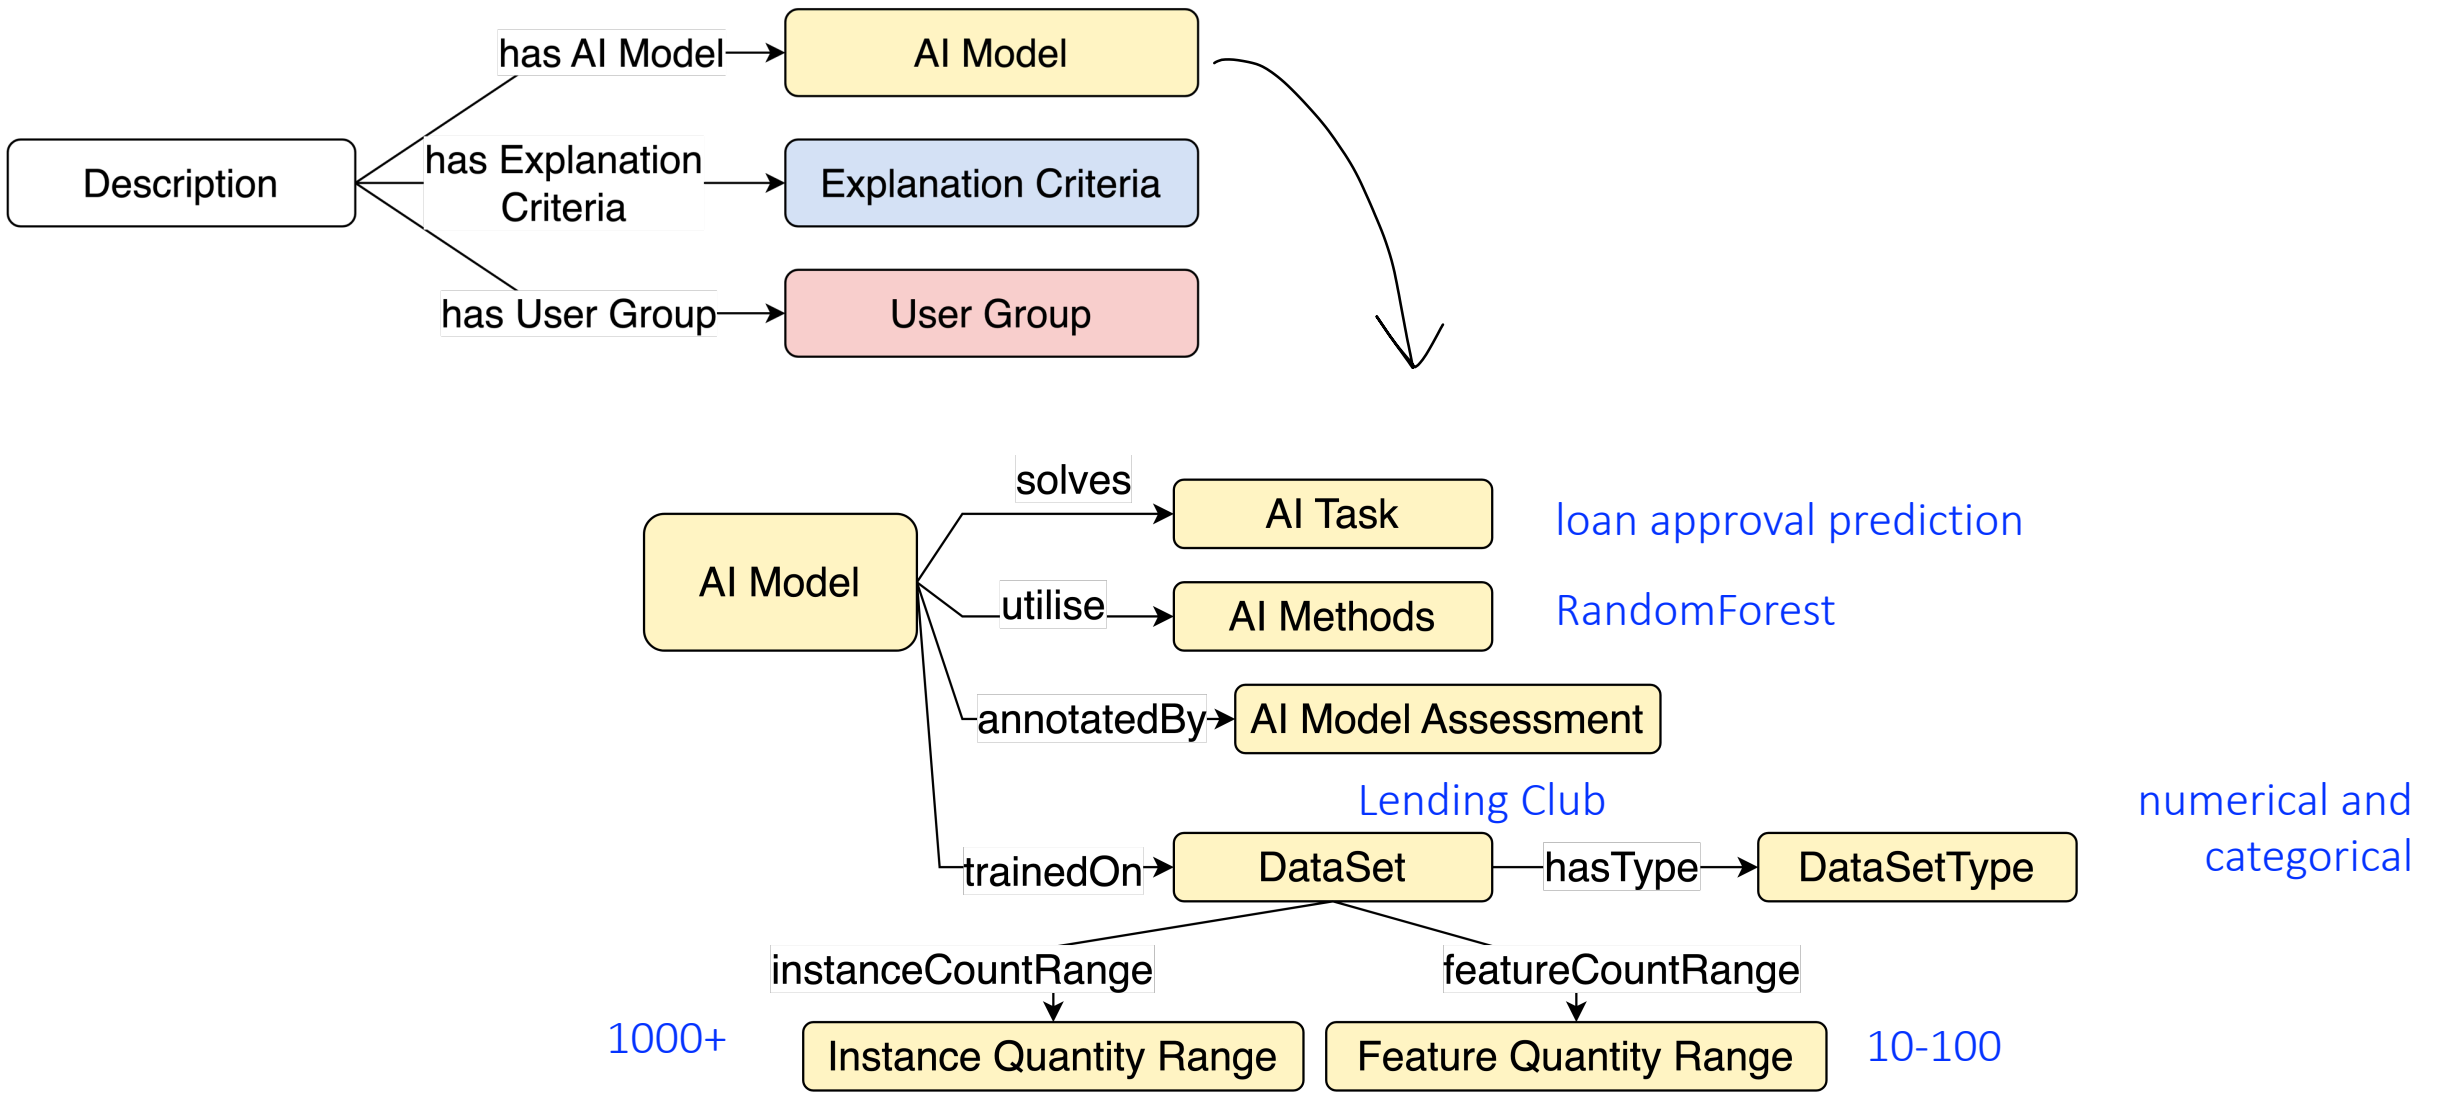 has AI Model
AI Model
Description
has Explanation
Criteria
Explanation Criteria
has User Group
User Group
solves
AI Task
loan approval prediction
AI Model
utilise
AI Methods
RandomForest
annotatedBy
AI Model Assessment
Lending Club
numerical and
categorical
trainedOn
DataSet
hasType
DataSetType
instanceCountRange
featureCountRange
1000+
Instance Quantity Range
Feature Quantity Range
10-100